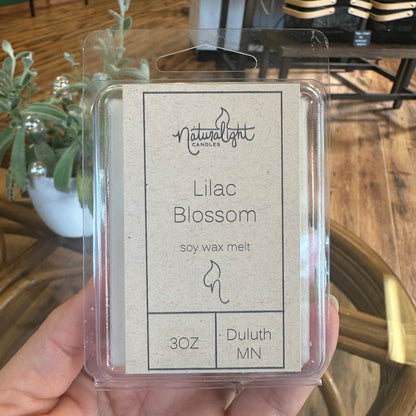 Naturalight
CANDLES
Lilac
Blossom
soy wax melt
3OZ
Duluth
MN